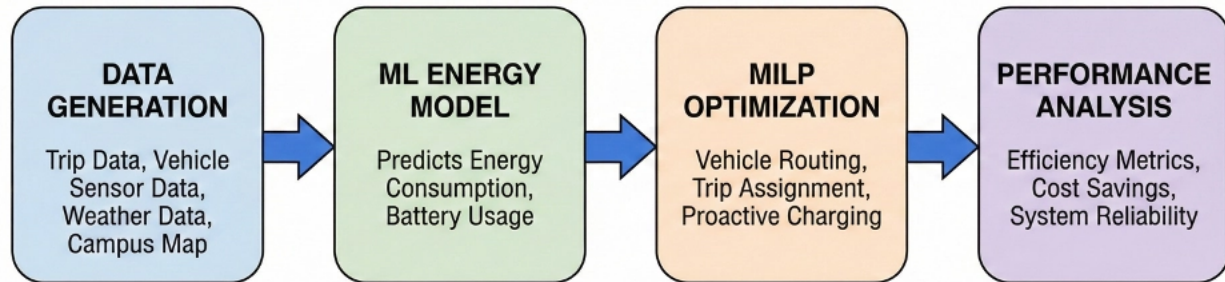 DATA
GENERATION
Trip Data, Vehicle
Sensor Data,
Weather Data,
Campus Map
ML ENERGY
MODEL
Predicts Energy
Consumption,
Battery Usage
MILP
OPTIMIZATION
Vehicle Routing,
Trip Assignment,
Proactive Charging
PERFORMANCE
ANALYSIS
Efficiency Metrics,
Cost Savings,
System Reliability